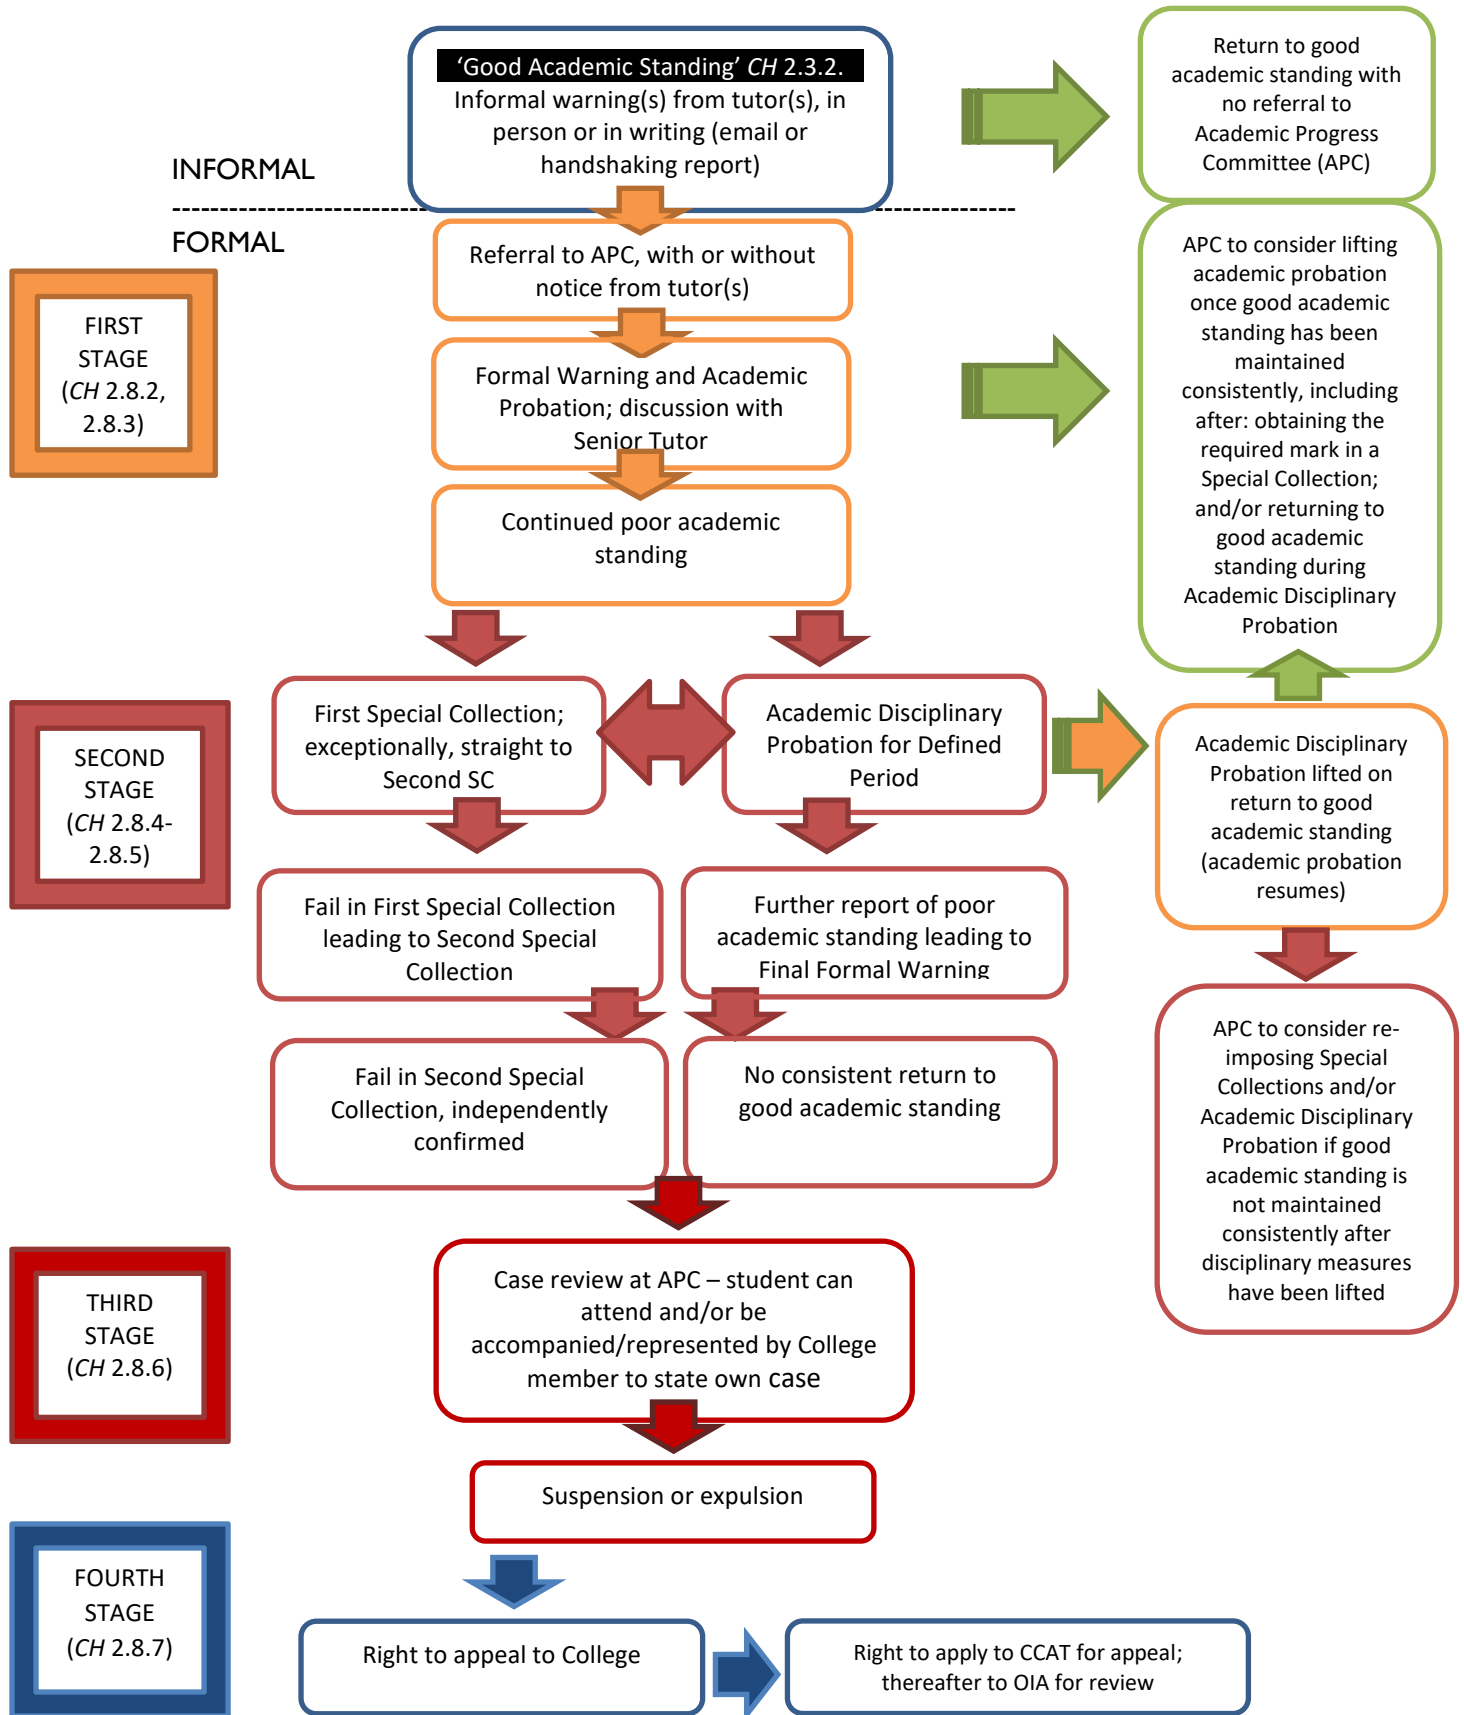 ‘Good Academic Standing’ CH 2.3.2.
Informal warning(s) from tutor(s), in
person or in writing (email or
handshaking report)
Return to good
academic standing with
no referral to
Academic Progress
Committee (APC)
INFORMAL
FORMAL
Referral to APC, with or without
notice from tutor(s)
APC to consider lifting
academic probation
once good academic
standing has been
maintained
consistently, including
after: obtaining the
required mark in a
Special Collection;
and/or returning to
good academic
standing during
Academic Disciplinary
Probation
FIRST
STAGE
(CH 2.8.2,
2.8.3)
Formal Warning and Academic
Probation; discussion with
Senior Tutor
Continued poor academic
standing
SECOND
STAGE
(CH 2.8.4-
2.8.5)
First Special Collection;
exceptionally, straight to
Second SC
Academic Disciplinary
Probation for Defined
Period
Academic Disciplinary
Probation lifted on
return to good
academic standing
(academic probation
resumes)
Fail in First Special Collection
leading to Second Special
Collection
Further report of poor
academic standing leading to
Final Formal Warning
Fail in Second Special
Collection, independently
confirmed
No consistent return to
good academic standing
APC to consider re-
imposing Special
Collections and/or
Academic Disciplinary
Probation if good
academic standing is
not maintained
consistently after
disciplinary measures
have been lifted
THIRD
STAGE
(CH 2.8.6)
Case review at APC – student can
attend and/or be
accompanied/represented by College
member to state own case
Suspension or expulsion
FOURTH
STAGE
(CH 2.8.7)
Right to appeal to College
Right to apply to CCAT for appeal;
thereafter to OIA for review